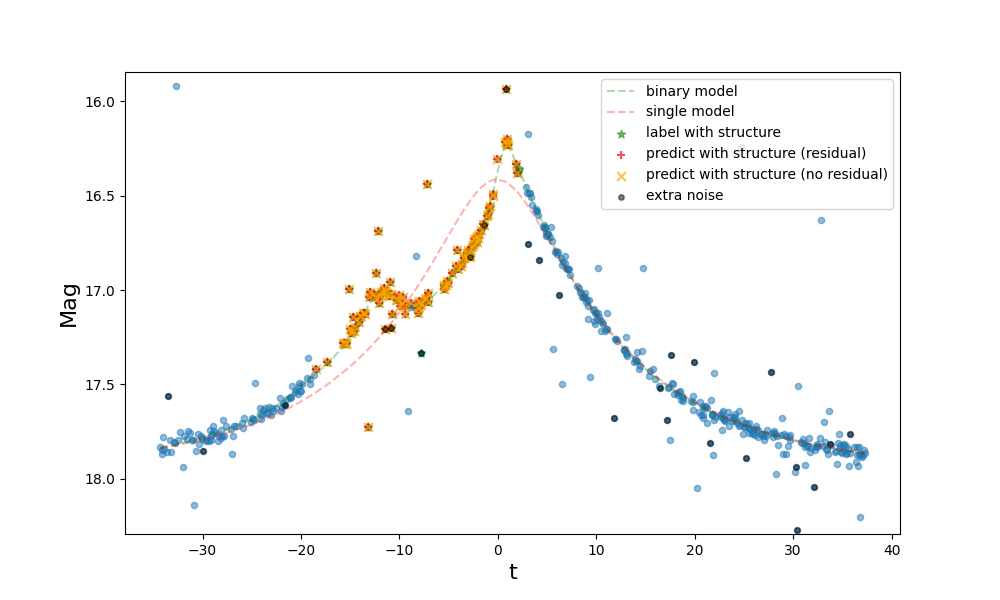 16.0
16.5
17.0
17.5
18.0
Mag
−30
−20
−10
0
10
20
30
40
t
binary model
single model
label with structure
predict with structure (residual)
predict with structure (no residual)
extra noise